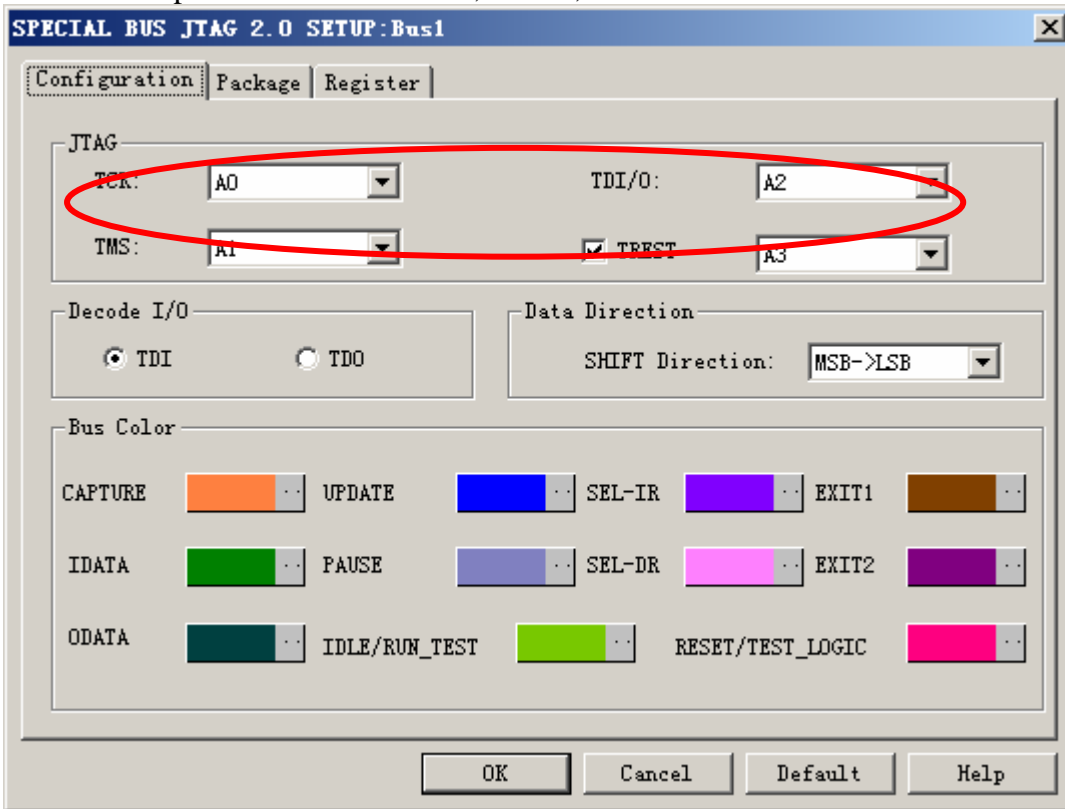 SPECIAL BUS JTAG 2.0 SETUP:Bus1
Configuration Package Register
JTAG
TCK: A0 TDI/O: A2
TMS: A1 TREST A3
Decode I/O Data Direction
TDI TDO SHIFT Direction: MSB->LSB
Bus Color
CAPTURE UPDATE SEL-IR EXIT1
IDATA PAUSE SEL-DR EXIT2
ODATA IDLE/RUN_TEST RESET/TEST_LOGIC
OK Cancel Default Help